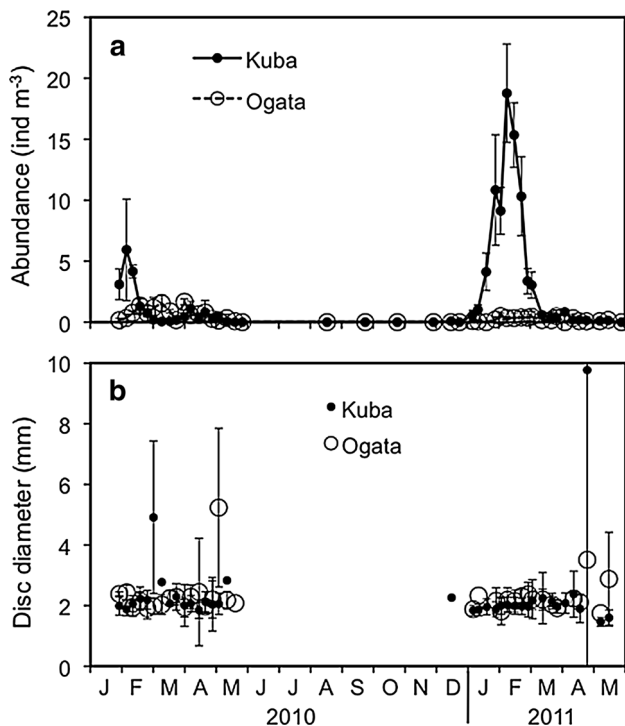 25
20
15
10
5
0
Abundance (ind m-3)
a
Kuba
Ogata
10
8
6
4
2
0
Disc diameter (mm)
b
Kuba
Ogata
J F M A M J J A S O N D J F M A M
2010 2011